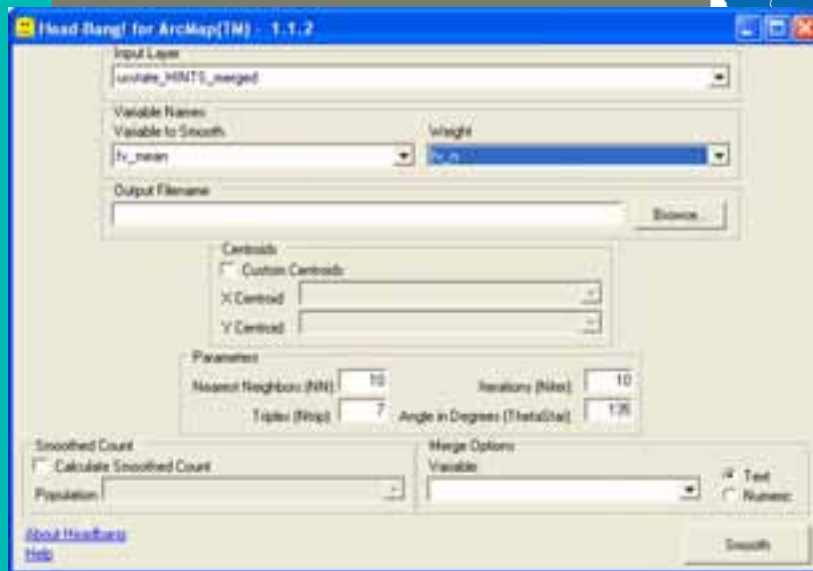 Head-Bang! for ArcMap(TM) - 1.1.2
Input Layer
usstate_HINTS_merged
Variable Names
Variable to Smooth
Weight
fv_mean
fv_n
Output Filename
Browse...
Centroids
Custom Centroids
X Centroid
Y Centroid
Parameters
Nearest Neighbors (NN)
10
Iterations (NIter)
10
Triples (Ntrip)
7
Angle in Degrees (ThetaStar)
135
Smoothed Count
Calculate Smoothed Count
Population
Merge Options
Variable
Text
Numeric
About Headbang
Help
Smooth